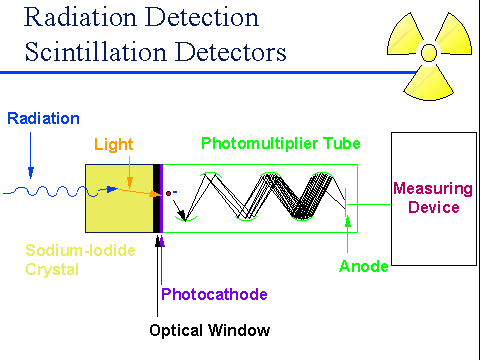 Radiation Detection
Scintillation Detectors
Radiation
Light
Photomultiplier Tube
-
Measuring
Device
Sodium-Iodide
Crystal
Anode
Photocathode
Optical Window